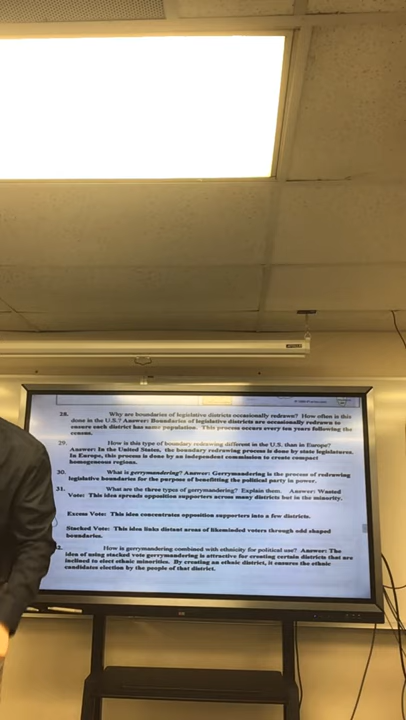 28. Why are boundaries of legislative districts occasionally redrawn? How often is this
done in the U.S.? Answer: Boundaries of legislative districts are occasionally redrawn to
ensure each district has same population. This process occurs every ten years following the
census.
29. How is this type of boundary redrawing different in the U.S. than in Europe?
Answer: In the United States, the boundary redrawing process is done by state legislatures.
In Europe, this process is done by an independent commission to create compact
homogeneous regions.
30. What is gerrymandering? Answer: Gerrymandering is the process of redrawing
legislative boundaries for the purpose of benefitting the political party in power.
31. What are the three types of gerrymandering? Explain them. Answer: Wasted
Vote: This idea spreads opposition supporters across many districts but in the minority.
Excess Vote: This idea concentrates opposition supporters into a few districts.
Stacked Vote: This idea links distant areas of likeminded voters through odd shaped
boundaries.
2. How is gerrymandering combined with ethnicity for political use? Answer: The
idea of using stacked vote gerrymandering is attractive for creating certain districts that are
inclined to elect ethnic minorities. By creating an ethnic district, it ensures the ethnic
candidates election by the people of that district.